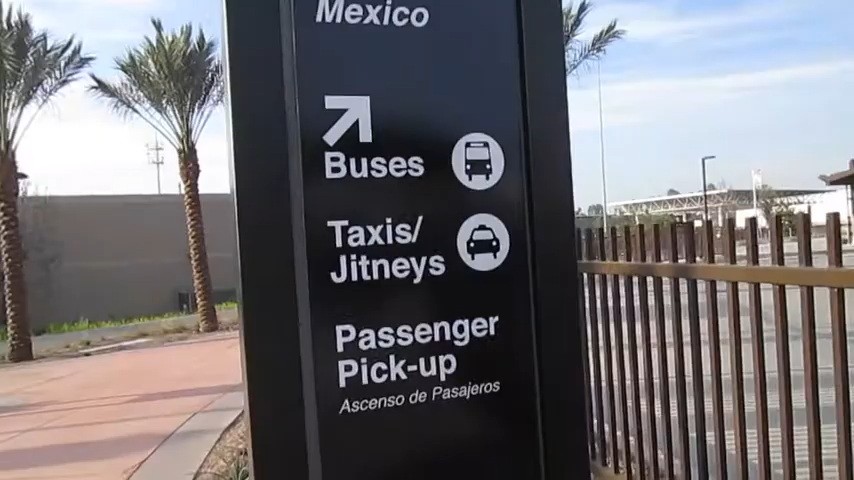 Mexico
Buses
Taxis/
Jitneys
Passenger
Pick-up
Ascenso de Pasajeros